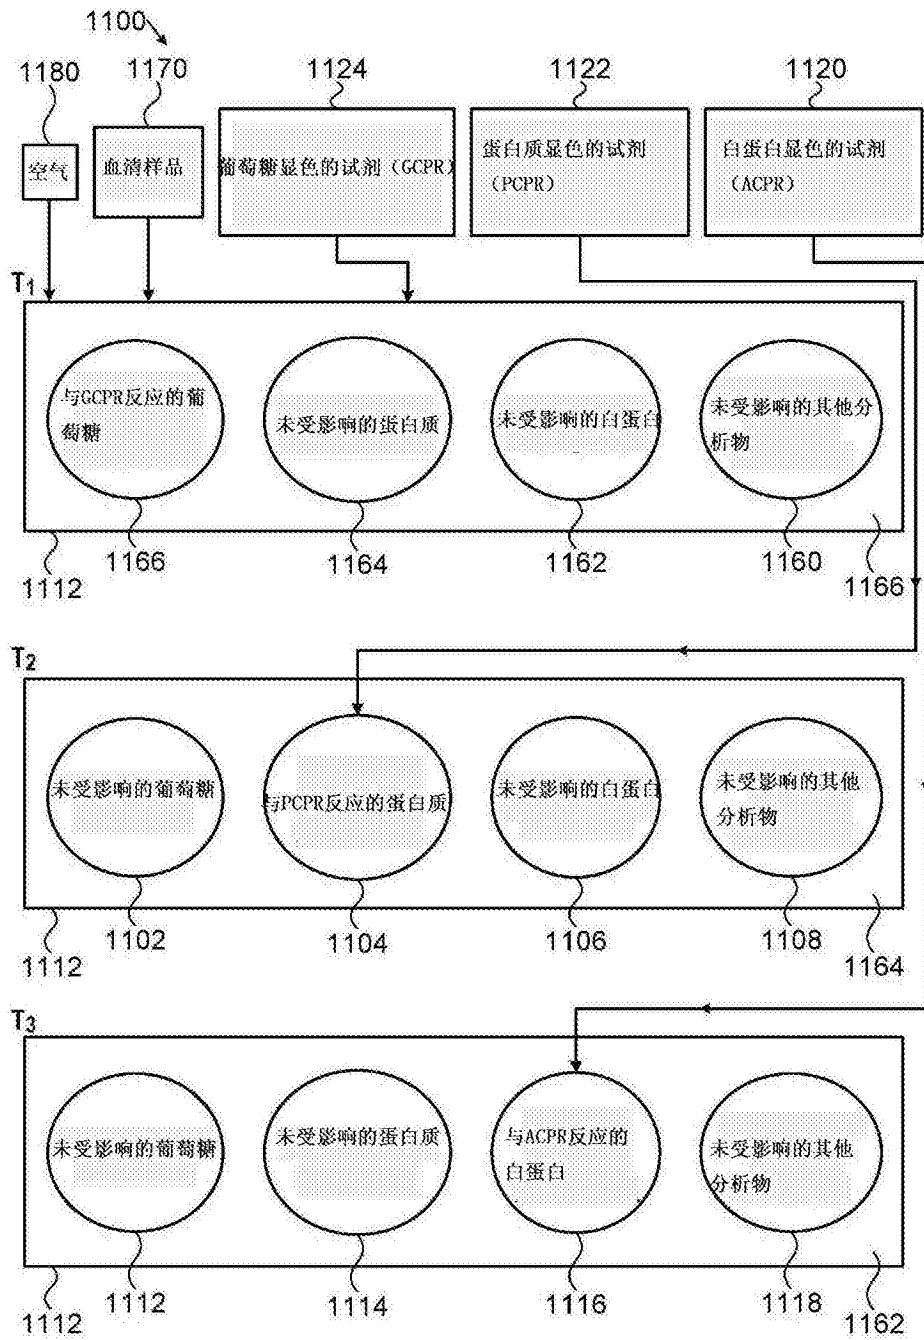 1100
1180
1170
1124
1122
1120
空气
血清样品
葡萄糖显色的试剂（GCPR）
蛋白质显色的试剂
（PCPR）
白蛋白显色的试剂
（ACPR）
T1
与GCPR反应的葡
萄糖
未受影响的蛋白质
未受影响的白蛋白
未受影响的其他分
析物
1112
1166
1164
1162
1160
1166
T2
未受影响的葡萄糖
与PCPR反应的蛋白质
未受影响的白蛋白
未受影响的其他
分析物
1112
1102
1104
1106
1108
1164
T3
未受影响的葡萄糖
未受影响的蛋白质
与ACPR反应的
白蛋白
未受影响的其他
分析物
1112
1112
1114
1116
1118
1162